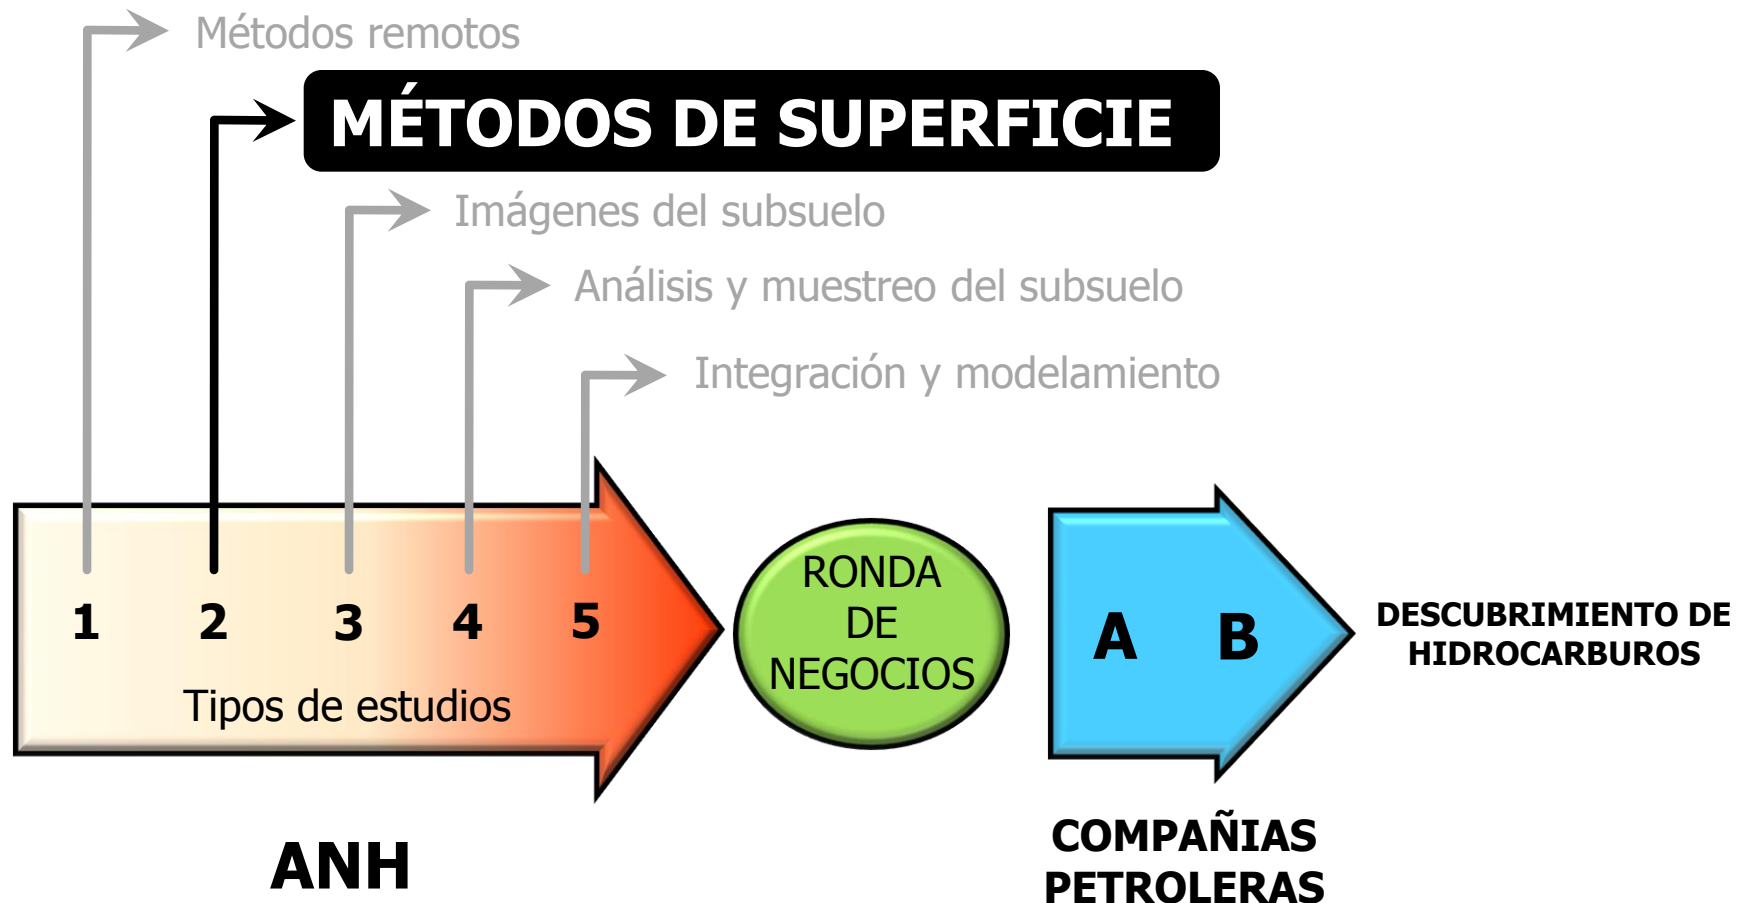 Métodos remotos
MÉTODOS DE SUPERFICIE
Imágenes del subsuelo
Análisis y muestreo del subsuelo
Integración y modelamiento
1 2 3 4 5
Tipos de estudios
ANH
RONDA
DE
NEGOCIOS
A B
COMPAÑIAS
PETROLERAS
DESCUBRIMIENTO DE
HIDROCARBUROS